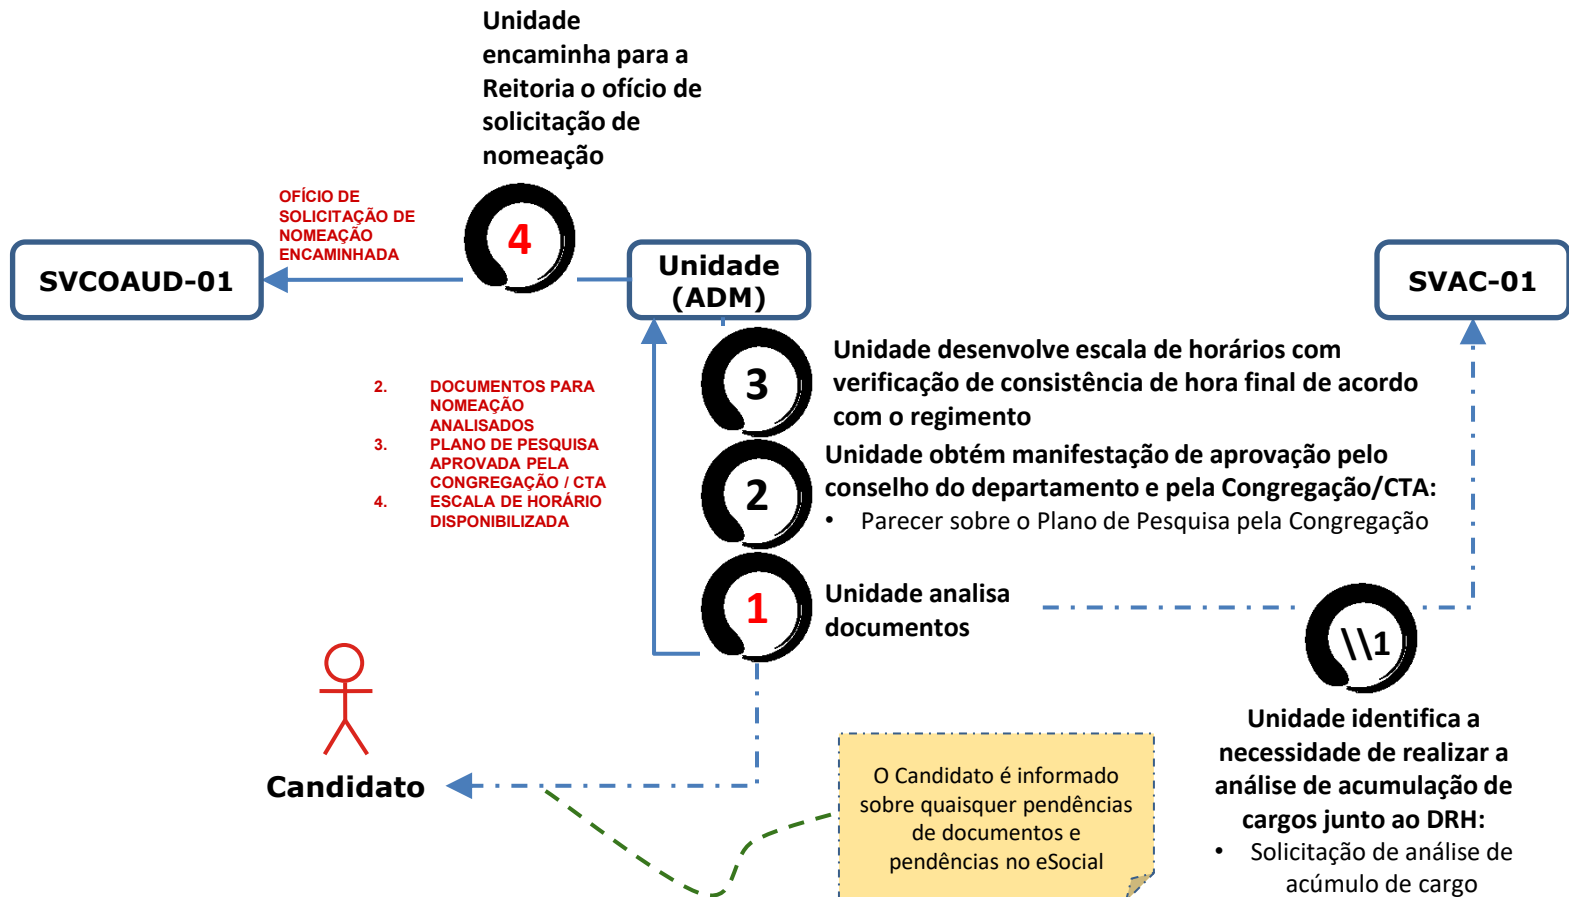 Unidade
encaminha para a
Reitoria o ofício de
solicitação de
nomeação
OFÍCIO DE
SOLICITAÇÃO DE
NOMEAÇÃO
ENCAMINHADA
4
SVCOAUD-01
Unidade
(ADM)
SVAC-01
3
Unidade desenvolve escala de horários com
verificação de consistência de hora final de acordo
com o regimento
2. DOCUMENTOS PARA
NOMEAÇÃO
ANALISADOS
3. PLANO DE PESQUISA
APROVADA PELA
CONGREGAÇÃO / CTA
4. ESCALA DE HORÁRIO
DISPONIBILIZADA
2
Unidade obtém manifestação de aprovação pelo
conselho do departamento e pela Congregação/CTA:
• Parecer sobre o Plano de Pesquisa pela Congregação
1
Unidade analisa
documentos
\\1
Unidade identifica a
necessidade de realizar a
análise de acumulação de
cargos junto ao DRH:
• Solicitação de análise de
acúmulo de cargo
Candidato
O Candidato é informado
sobre quaisquer pendências
de documentos e
pendências no eSocial